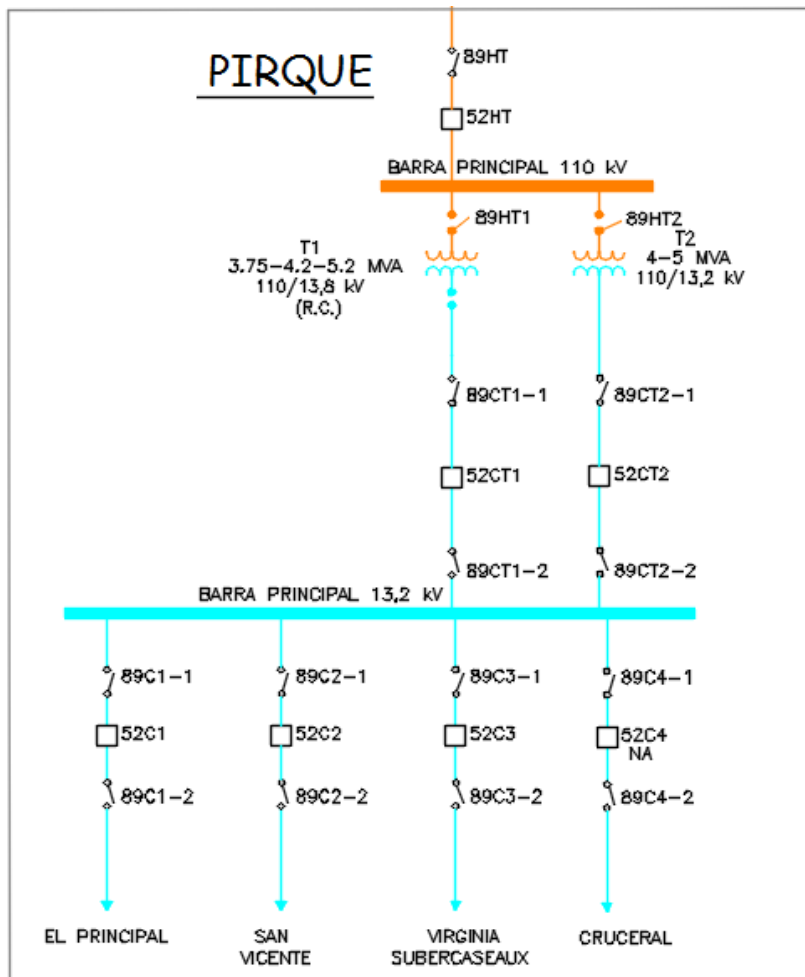 PIRQUE
89HT
52HT
BARRA PRINCIPAL 110 kV
89HT1
89HT2
T1
3.75-4.2-5.2 MVA
110/13,8 kV
(R.C.)
T2
4-5 MVA
110/13,2 kV
89CT1-1
89CT2-1
52CT1
52CT2
89CT1-2
89CT2-2
BARRA PRINCIPAL 13,2 kV
89C1-1
89C2-1
89C3-1
89C4-1
52C1
52C2
52C3
52C4
NA
89C1-2
89C2-2
89C3-2
89C4-2
EL PRINCIPAL
SAN
VICENTE
VIRGINIA
SUBERCASEAUX
CRUCERAL